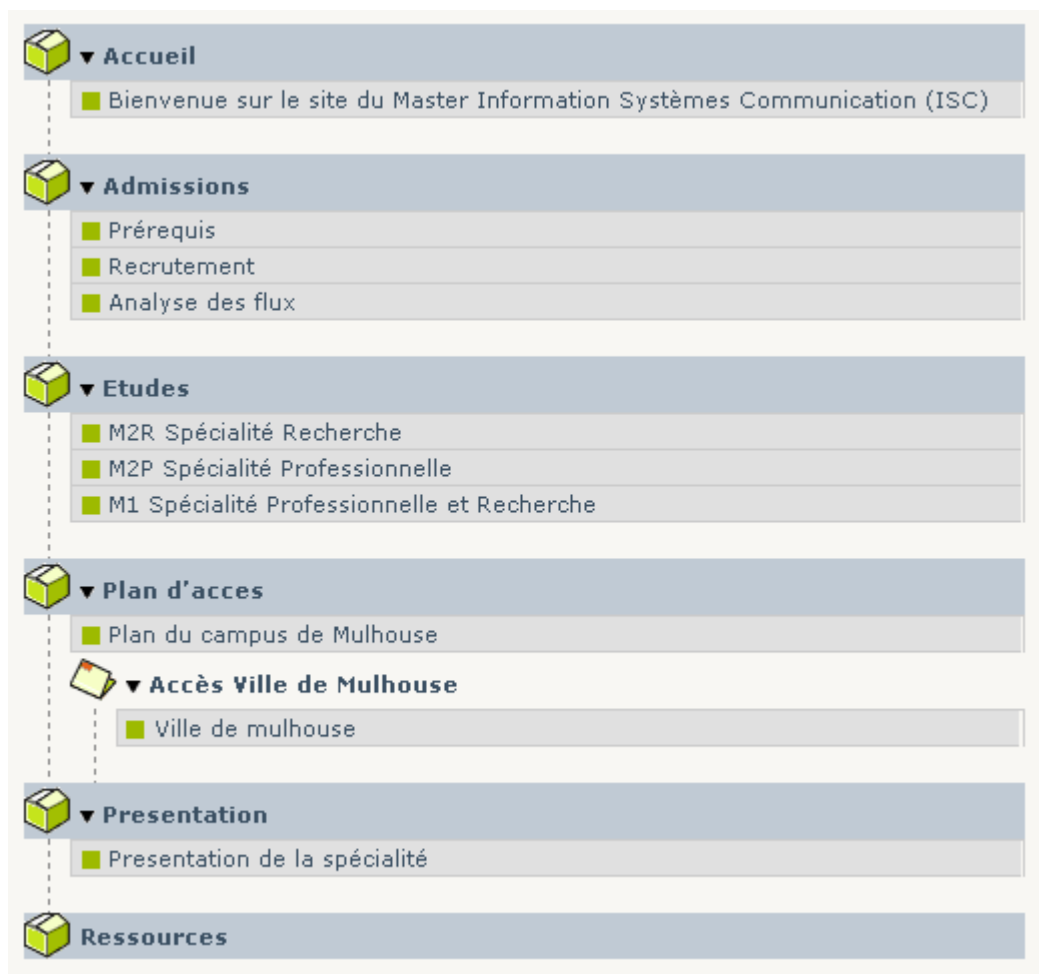 Accueil
Bienvenue sur le site du Master Information Systèmes Communication (ISC)
Admissions
Prérequis
Recrutement
Analyse des flux
Etudes
M2R Spécialité Recherche
M2P Spécialité Professionnelle
M1 Spécialité Professionnelle et Recherche
Plan d'acces
Plan du campus de Mulhouse
Accès Ville de Mulhouse
Ville de mulhouse
Presentation
Presentation de la spécialité
Ressources